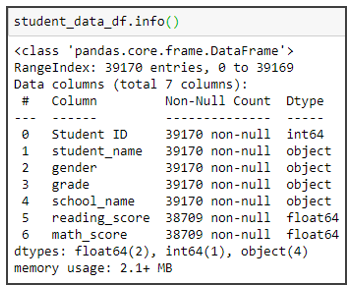 student_data_df.info()
<class 'pandas.core.frame.DataFrame'>
RangeIndex: 39170 entries, 0 to 39169
Data columns (total 7 columns):
 #   Column         Non-Null Count  Dtype
---  ------         --------------  -----
 0   Student ID     39170 non-null  int64
 1   student_name   39170 non-null  object
 2   gender         39170 non-null  object
 3   grade          39170 non-null  object
 4   school_name    39170 non-null  object
 5   reading_score  38709 non-null  float64
 6   math_score     38709 non-null  float64
dtypes: float64(2), int64(1), object(4)
memory usage: 2.1+ MB